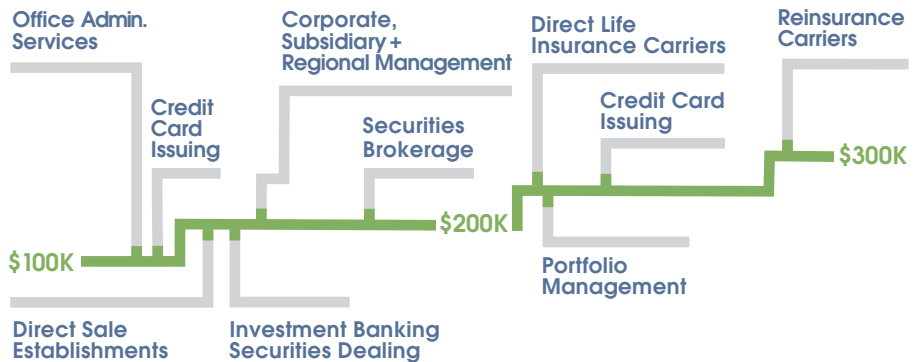 Office Admin.
Services
Corporate,
Subsidiary +
Regional Management
Direct Life
Insurance Carriers
Reinsurance
Carriers
Credit
Card
Issuing
Securities
Brokerage
Credit Card
Issuing
$100K
$200K
$300K
Direct Sale
Establishments
Investment Banking
Securities Dealing
Portfolio
Management